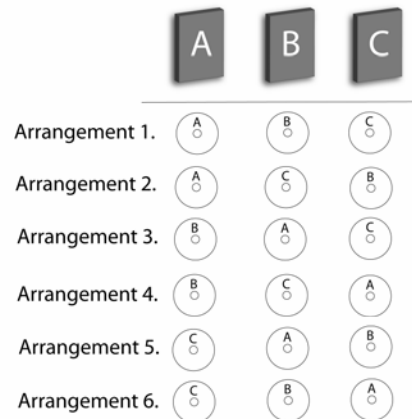 A B C
Arrangement 1. A B C
Arrangement 2. A C B
Arrangement 3. B A C
Arrangement 4. B C A
Arrangement 5. C A B
Arrangement 6. C B A